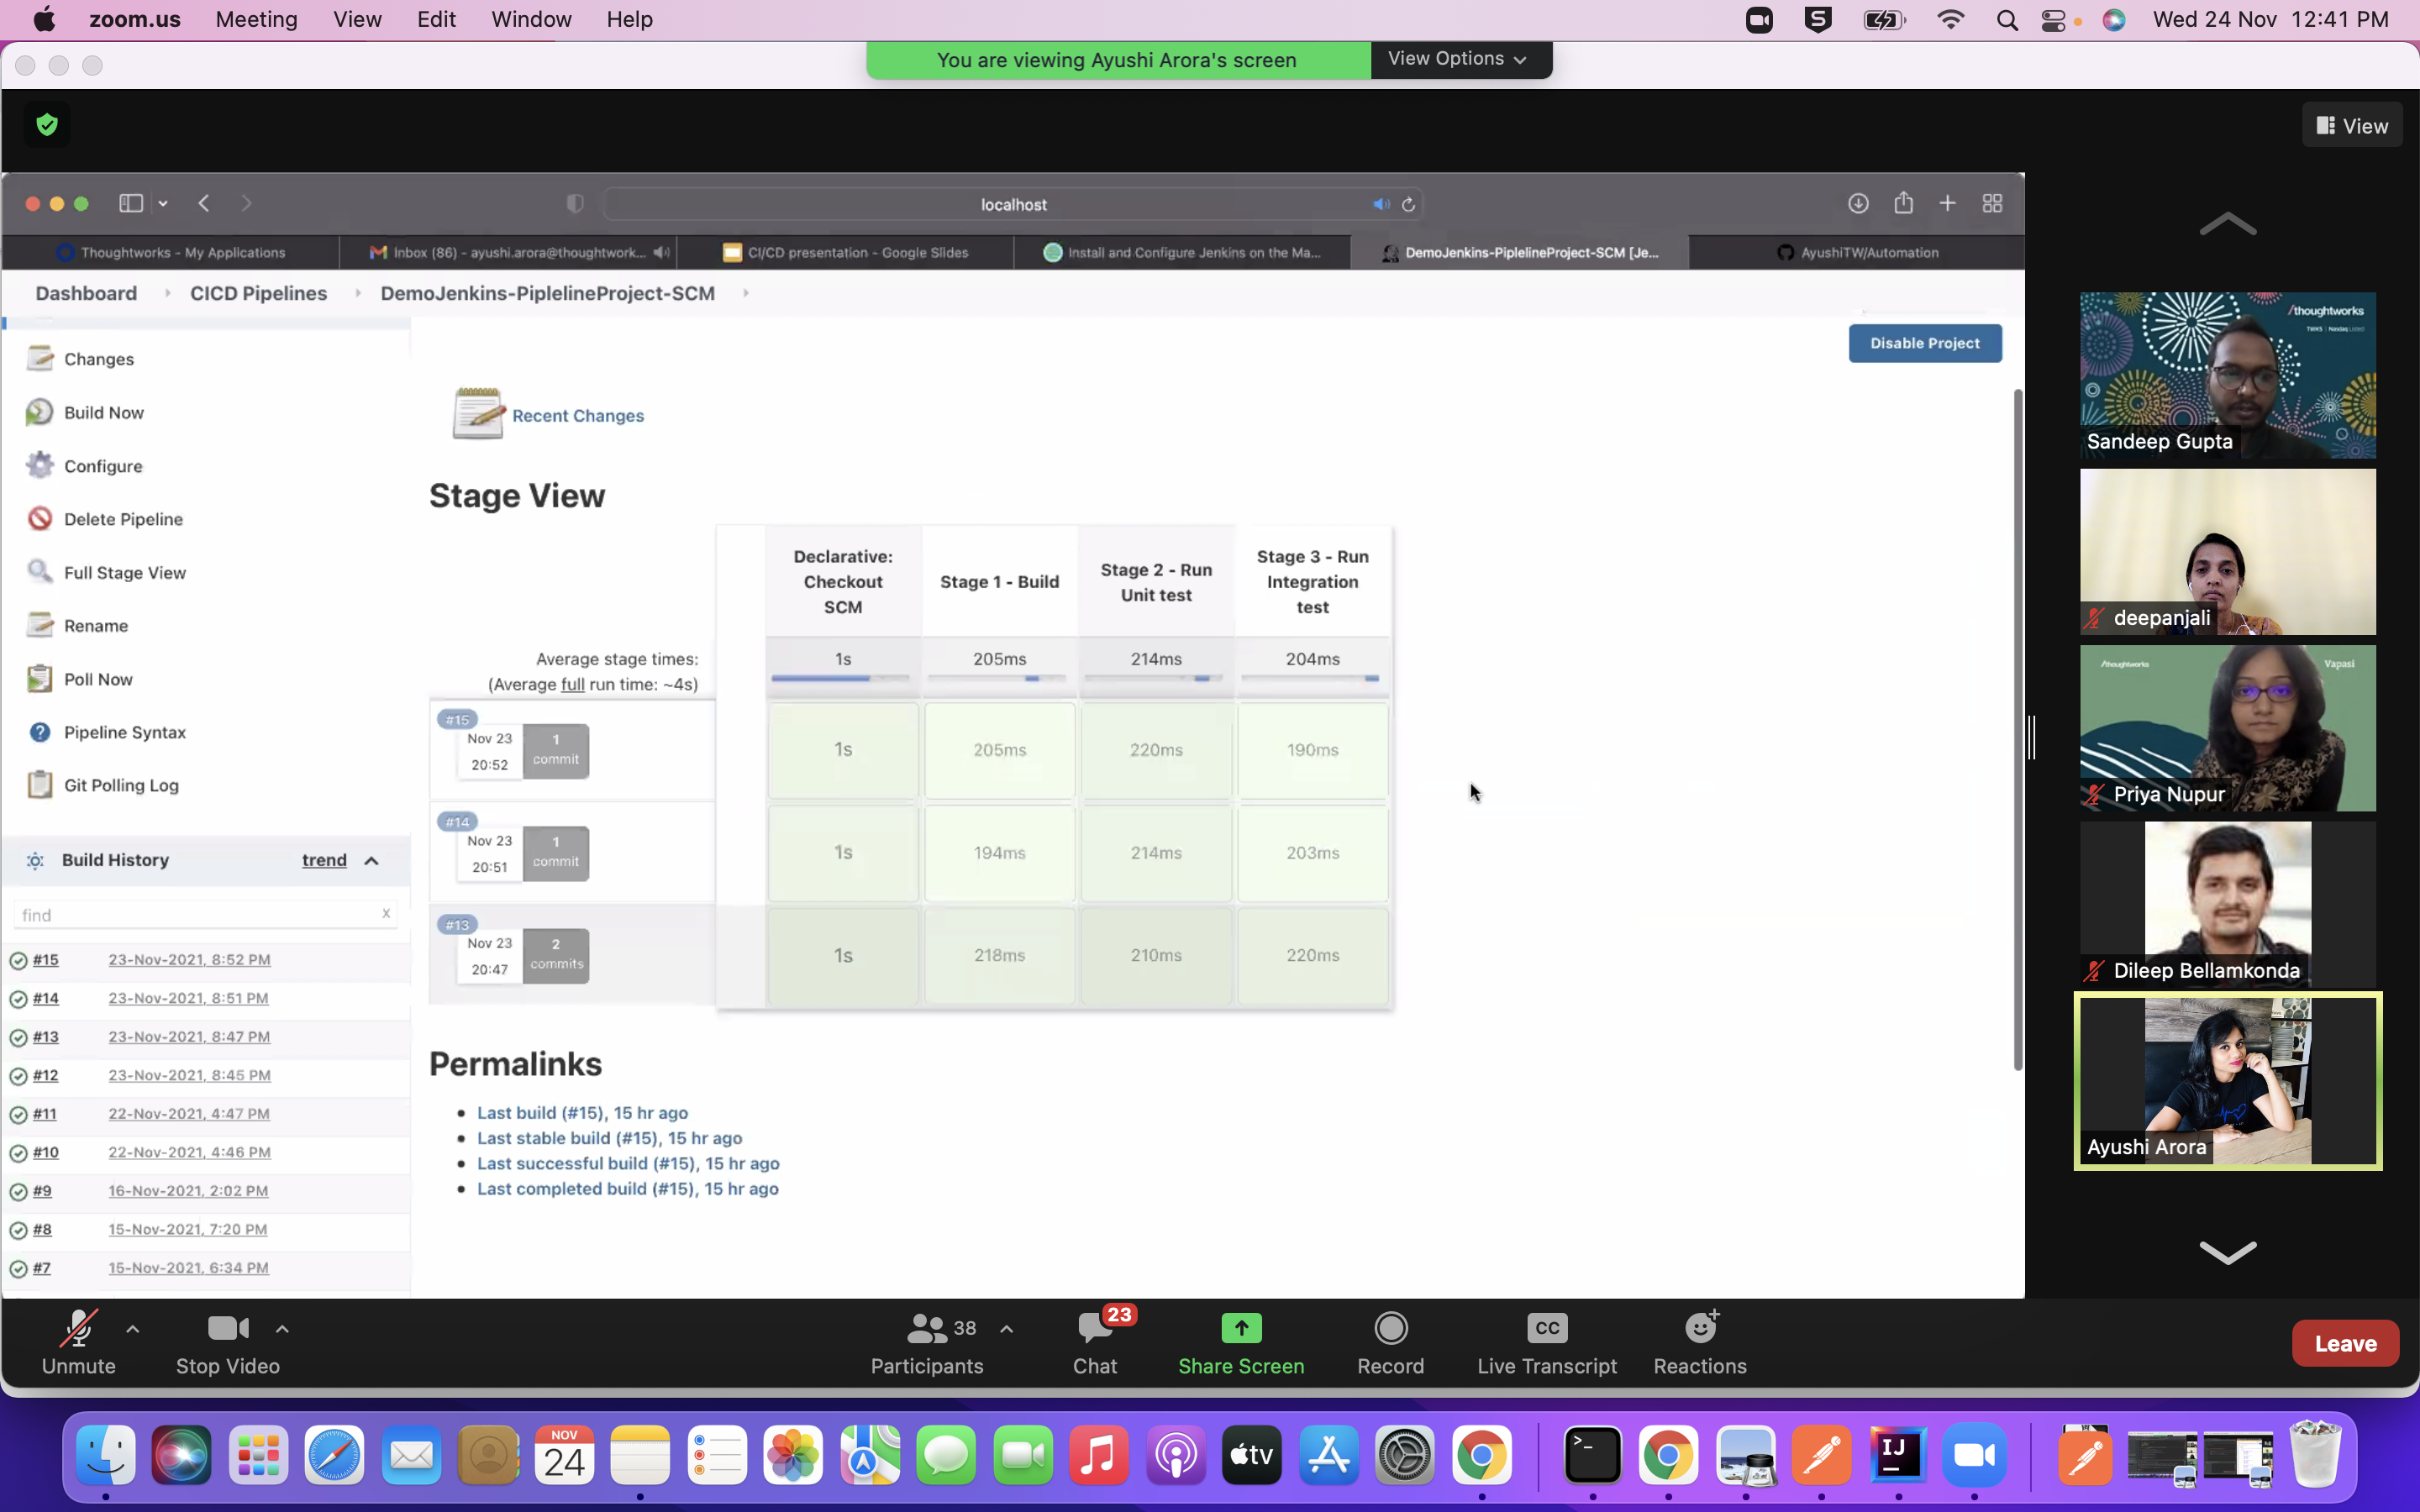 zoom.us Meeting View Edit Window Help
Wed 24 Nov 12:41 PM
You are viewing Ayushi Arora's screen
View Options
View
localhost
Thoughtworks - My Applications
Inbox (86) - ayushi.arora@thoughtwork...
CI/CD presentation - Google Slides
Install and Configure Jenkins on the Ma...
DemoJenkins-PiplelineProject-SCM [Je...
AyushiTW/Automation
Dashboard
CICD Pipelines
DemoJenkins-PiplelineProject-SCM
Changes
Build Now
Configure
Delete Pipeline
Full Stage View
Rename
Poll Now
Pipeline Syntax
Git Polling Log
Build History
trend
find
x
#15 23-Nov-2021, 8:52 PM
#14 23-Nov-2021, 8:51 PM
#13 23-Nov-2021, 8:47 PM
#12 23-Nov-2021, 8:45 PM
#11 22-Nov-2021, 4:47 PM
#10 22-Nov-2021, 4:46 PM
#9 16-Nov-2021, 2:02 PM
#8 15-Nov-2021, 7:20 PM
#7 15-Nov-2021, 6:34 PM
Disable Project
Recent Changes
Stage View
Declarative:
Checkout
SCM
Stage 1 - Build
Stage 2 - Run
Unit test
Stage 3 - Run
Integration
test
Average stage times:
(Average full run time: ~4s)
1s 205ms 214ms 204ms
#15
Nov 23
20:52
1
commit
1s 205ms 220ms 190ms
#14
Nov 23
20:51
1
commit
1s 194ms 214ms 203ms
#13
Nov 23
20:47
2
commits
1s 218ms 210ms 220ms
Permalinks
Last build (#15), 15 hr ago
Last stable build (#15), 15 hr ago
Last successful build (#15), 15 hr ago
Last completed build (#15), 15 hr ago
/thoughtworks
Sandeep Gupta
deepanjali
/thoughtworks
Vapasi
Priya Nupur
Dileep Bellamkonda
Ayushi Arora
Unmute
Stop Video
38
Participants
23
Chat
Share Screen
Record
CC
Live Transcript
Reactions
Leave
NOV
24
tv
IJ